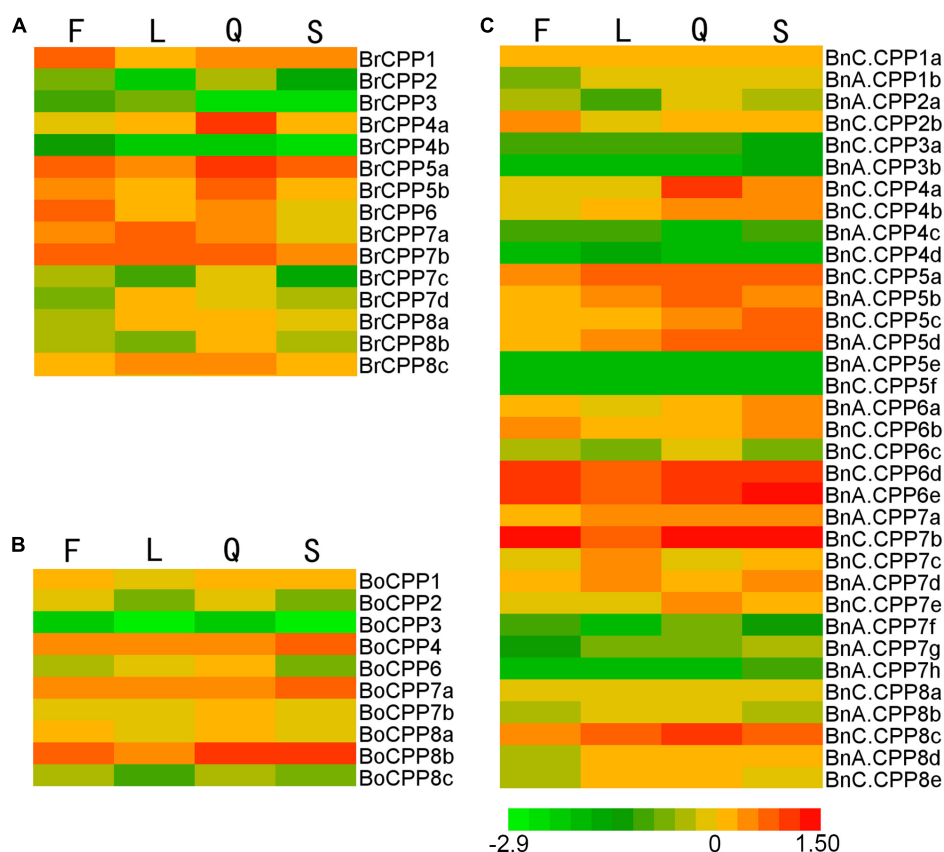 A
F L Q S
BrCPP1
BrCPP2
BrCPP3
BrCPP4a
BrCPP4b
BrCPP5a
BrCPP5b
BrCPP6
BrCPP7a
BrCPP7b
BrCPP7c
BrCPP7d
BrCPP8a
BrCPP8b
BrCPP8c
B
F L Q S
BoCPP1
BoCPP2
BoCPP3
BoCPP4
BoCPP6
BoCPP7a
BoCPP7b
BoCPP8a
BoCPP8b
BoCPP8c
C
F L Q S
BnC.CPP1a
BnA.CPP1b
BnA.CPP2a
BnC.CPP2b
BnC.CPP3a
BnA.CPP3b
BnC.CPP4a
BnC.CPP4b
BnA.CPP4c
BnC.CPP4d
BnC.CPP5a
BnA.CPP5b
BnC.CPP5c
BnA.CPP5d
BnA.CPP5e
BnC.CPP5f
BnA.CPP6a
BnC.CPP6b
BnC.CPP6c
BnC.CPP6d
BnA.CPP6e
BnA.CPP7a
BnC.CPP7b
BnC.CPP7c
BnA.CPP7d
BnC.CPP7e
BnA.CPP7f
BnA.CPP7g
BnA.CPP7h
BnC.CPP8a
BnA.CPP8b
BnC.CPP8c
BnA.CPP8d
BnC.CPP8e
-2.9 0 1.50